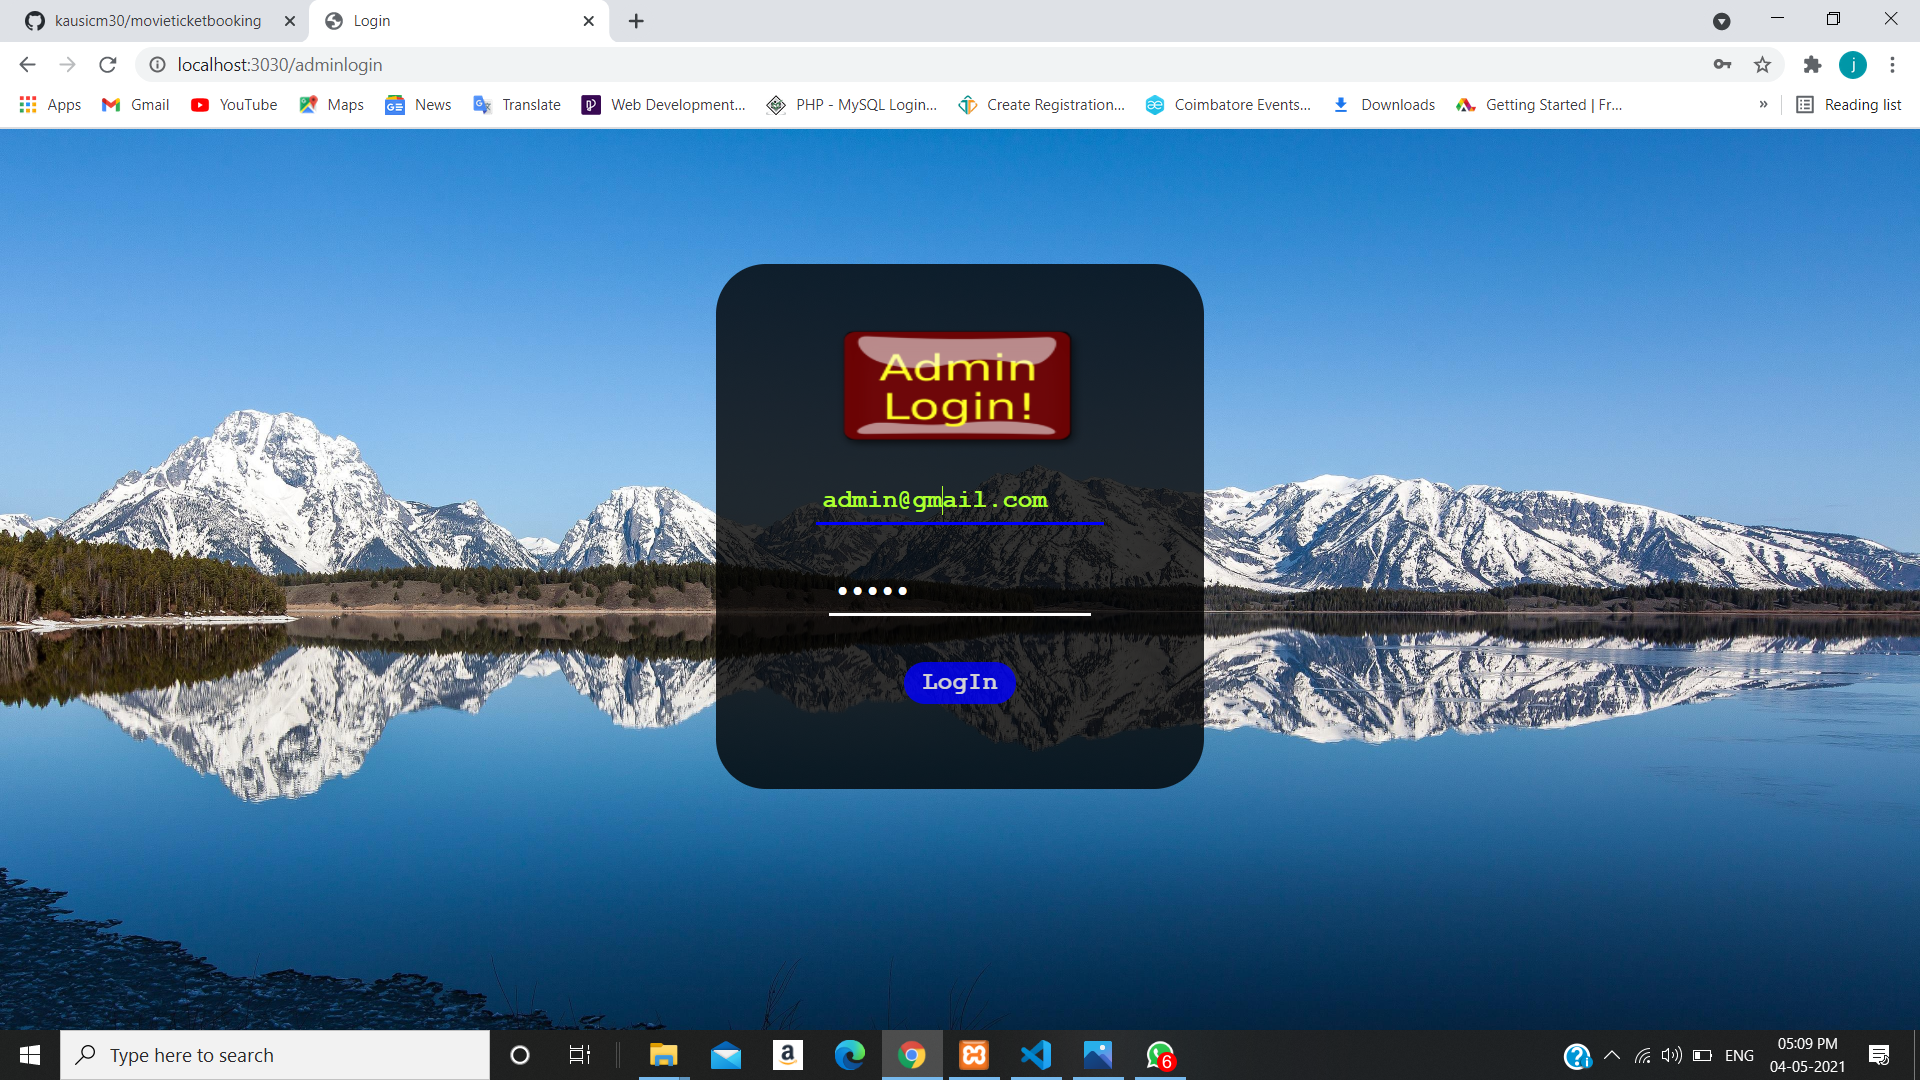 kausicm30/movieticketbooking
Login
localhost:3030/adminlogin
j
Apps
Gmail
YouTube
Maps
News
Translate
Web Development...
PHP - MySQL Login...
Create Registration...
Coimbatore Events...
Downloads
Getting Started | Fr...
»
Reading list
Admin
Login!
admin@gmail.com
•••••
LogIn
Type here to search
6
ENG
05:09 PM
04-05-2021